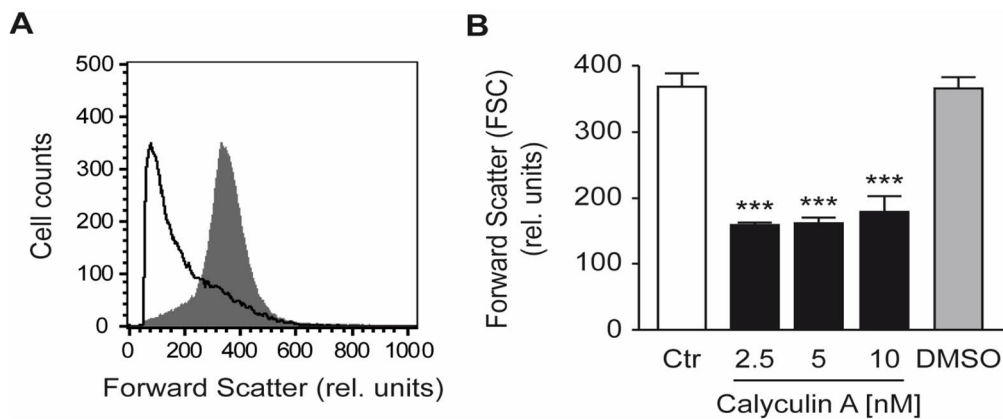 A
500
400
300
200
100
0
Cell counts
0 200 400 600 800 1000
Forward Scatter (rel. units)
B
Forward Scatter (FSC)
(rel. units)
400
300
200
100
0
*** *** ***
Ctr 2.5 5 10 DMSO
Calyculin A [nM]